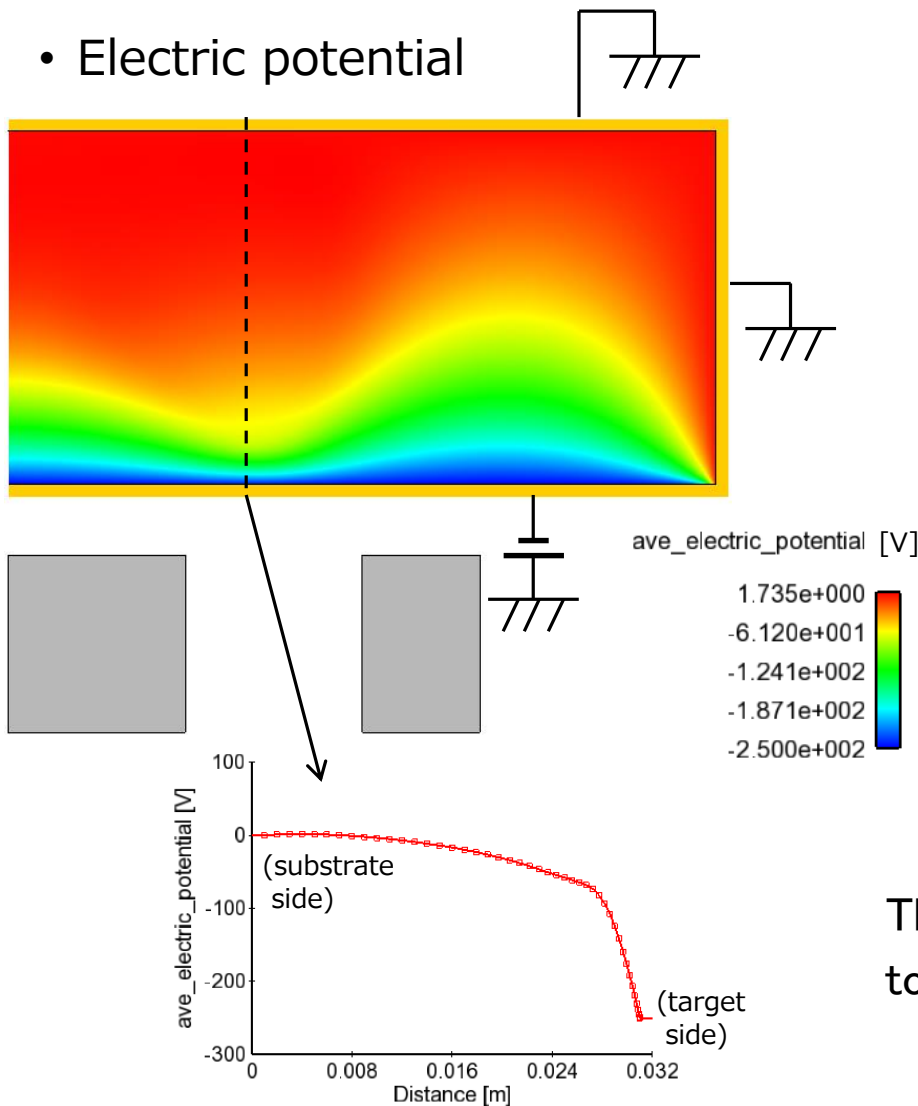 • Electric potential
ave_electric_potential [V]
1.735e+000
-6.120e+001
-1.241e+002
-1.871e+002
-2.500e+002
ave_electric_potential [V]
100
0
-100
-200
-300
(substrate
side)
(target
side)
0
0.008
0.016
0.024
0.032
Distance [m]
to